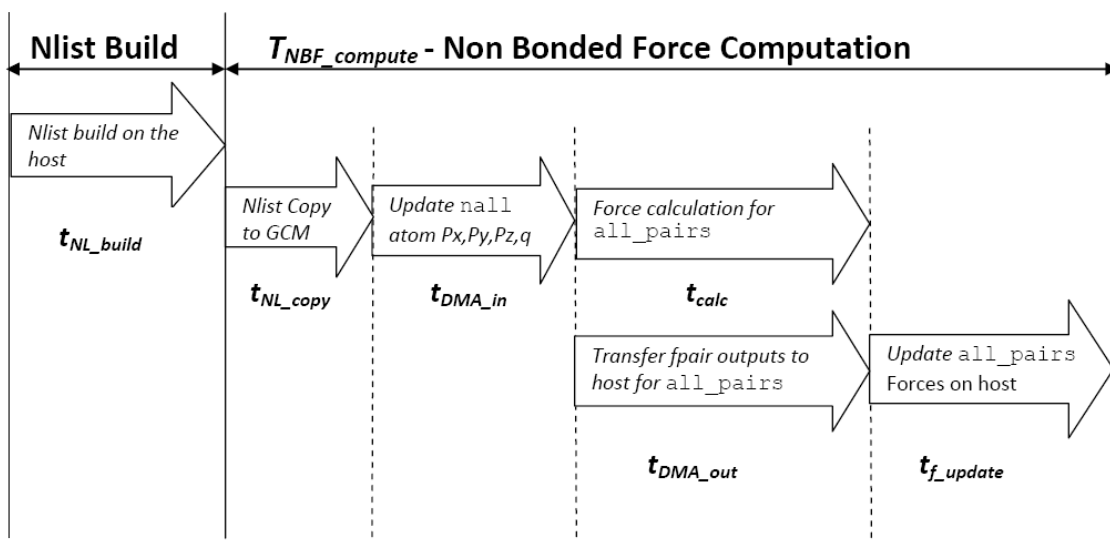 Nlist Build
T_NBF_compute - Non Bonded Force Computation
Nlist build on the
host
t_NL_build
Nlist Copy
to GCM
t_NL_copy
Update nall
atom Px,Py,Pz,q
t_DMA_in
Force calculation for
all_pairs
t_calc
Transfer fpair outputs to
host for all_pairs
t_DMA_out
Update all_pairs
Forces on host
t_f_update